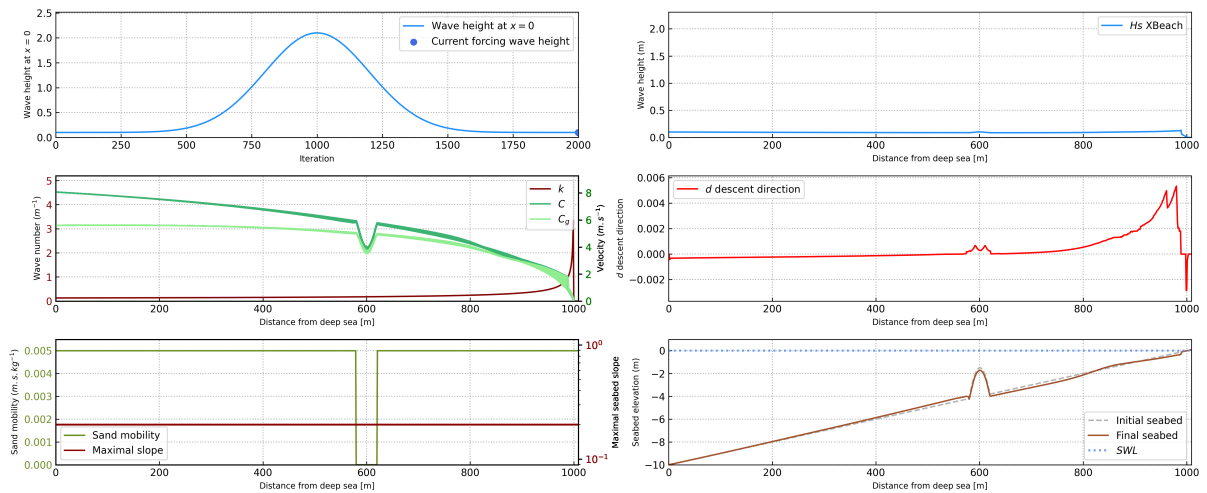 2.5
2.0
1.5
1.0
0.5
0.0
Wave height at x = 0
Wave height at x = 0
Current forcing wave height
0 250 500 750 1000 1250 1500 1750 2000
Iteration
2.0
1.5
1.0
0.5
0.0
Wave height (m)
Hs XBeach
0 200 400 600 800 1000
Distance from deep sea [m]
5
4
3
2
1
0
Wave number (m⁻¹)
k
C
C_g
8
6
4
2
0
Velocity (m.s⁻¹)
0 200 400 600 800 1000
Distance from deep sea [m]
0.006
0.004
0.002
0.000
−0.002
d descent direction
d descent direction
0 200 400 600 800 1000
Distance from deep sea [m]
0.005
0.004
0.003
0.002
0.001
0.000
Sand mobility (m.s.kg⁻¹)
Sand mobility
Maximal slope
10⁰
10⁻¹
Maximal seabed slope
0 200 400 600 800 1000
Distance from deep sea [m]
0
−2
−4
−6
−8
−10
Seabed elevation (m)
Initial seabed
Final seabed
SWL
0 200 400 600 800 1000
Distance from deep sea [m]